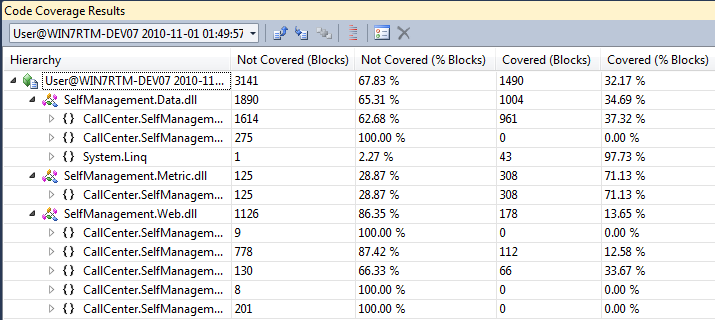 Code Coverage Results
User@WIN7RTM-DEV07 2010-11-01 01:49:57
Hierarchy Not Covered (Blocks) Not Covered (% Blocks) Covered (Blocks) Covered (% Blocks)
User@WIN7RTM-DEV07 2010-11... 3141 67.83 % 1490 32.17 %
SelfManagement.Data.dll 1890 65.31 % 1004 34.69 %
{} CallCenter.SelfManagem... 1614 62.68 % 961 37.32 %
{} CallCenter.SelfManagem... 275 100.00 % 0 0.00 %
{} System.Linq 1 2.27 % 43 97.73 %
SelfManagement.Metric.dll 125 28.87 % 308 71.13 %
{} CallCenter.SelfManagem... 125 28.87 % 308 71.13 %
SelfManagement.Web.dll 1126 86.35 % 178 13.65 %
{} CallCenter.SelfManagem... 9 100.00 % 0 0.00 %
{} CallCenter.SelfManagem... 778 87.42 % 112 12.58 %
{} CallCenter.SelfManagem... 130 66.33 % 66 33.67 %
{} CallCenter.SelfManagem... 8 100.00 % 0 0.00 %
{} CallCenter.SelfManagem... 201 100.00 % 0 0.00 %